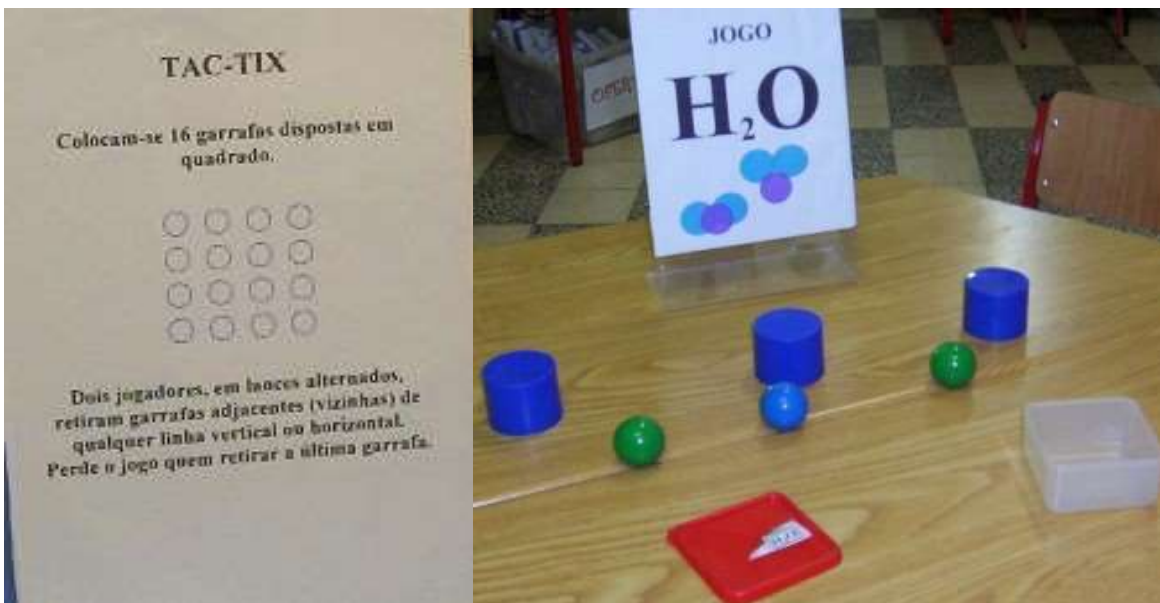 TAC-TIX
Colocam-se 16 garrafas dispostas em
quadrado.
Dois jogadores, em lances alternados,
retiram garrafas adjacentes (vizinhas) de
qualquer linha vertical ou horizontal.
Perde o jogo quem retirar a última garrafa.
JOGO
H₂O